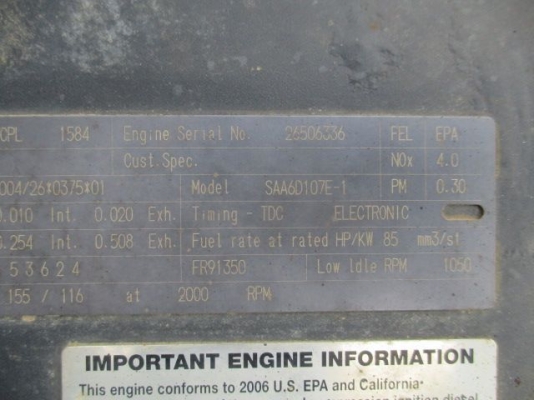 CPL 1584 Engine Serial No. 26506336 FEL EPA
Cust.Spec. NOx 4.0
004/26*0375*01 Model SAA6D107E-1 PM 0.30
0.010 Int. 0.020 Exh. Timing - TDC ELECTRONIC
.254 Int. 0.508 Exh. Fuel rate at rated HP/KW 85 mm3/st
53624 FR91350 Low Idle RPM 1050
155 / 116 at 2000 RPM
IMPORTANT ENGINE INFORMATION
This engine conforms to 2006 U.S. EPA and California